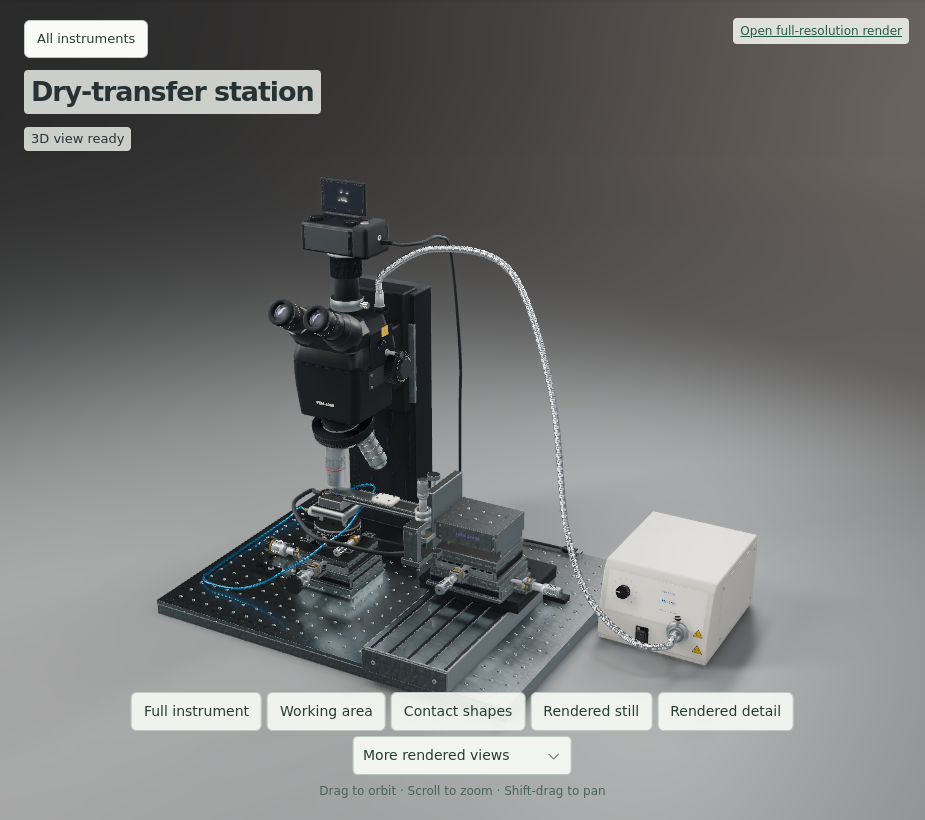 All instruments
Open full-resolution render
Dry-transfer station
3D view ready
Full instrument
Working area
Contact shapes
Rendered still
Rendered detail
More rendered views
Drag to orbit · Scroll to zoom · Shift-drag to pan